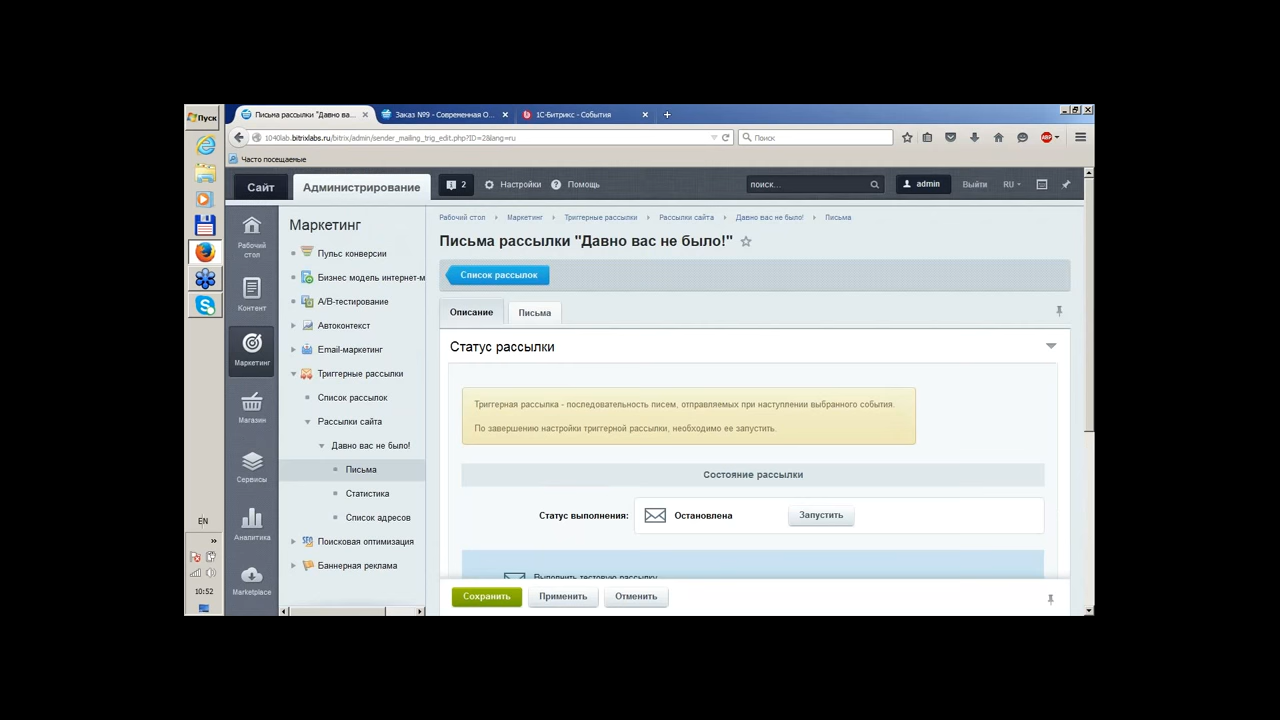 Пуск
Письма рассылки "Давно ва...
Заказ №9 - Современная О...
1С-Битрикс - События
1040lab.bitrixlabs.ru/bitrix/admin/sender_mailing_trig_edit.php?ID=2&lang=ru
Поиск
ABP
Часто посещаемые
Сайт
Администрирование
2
Настройки
Помощь
поиск...
admin
Выйти
RU
Рабочий стол
Контент
Маркетинг
Магазин
Сервисы
Аналитика
Marketplace
Маркетинг
Пульс конверсии
Бизнес модель интернет-м
A/B-тестирование
Автоконтекст
Email-маркетинг
Триггерные рассылки
Список рассылок
Рассылки сайта
Давно вас не было!
Письма
Статистика
Список адресов
Поисковая оптимизация
Баннерная реклама
Рабочий стол
Маркетинг
Триггерные рассылки
Рассылки сайта
Давно вас не было!
Письма
Письма рассылки "Давно вас не было!"
Список рассылок
Описание
Письма
Статус рассылки
Триггерная рассылка - последовательность писем, отправляемых при наступлении выбранного события.
По завершению настройки триггерной рассылки, необходимо ее запустить.
Состояние рассылки
Статус выполнения:
Остановлена
Запустить
Выполнить тестовую рассылку
Сохранить
Применить
Отменить
EN
10:52